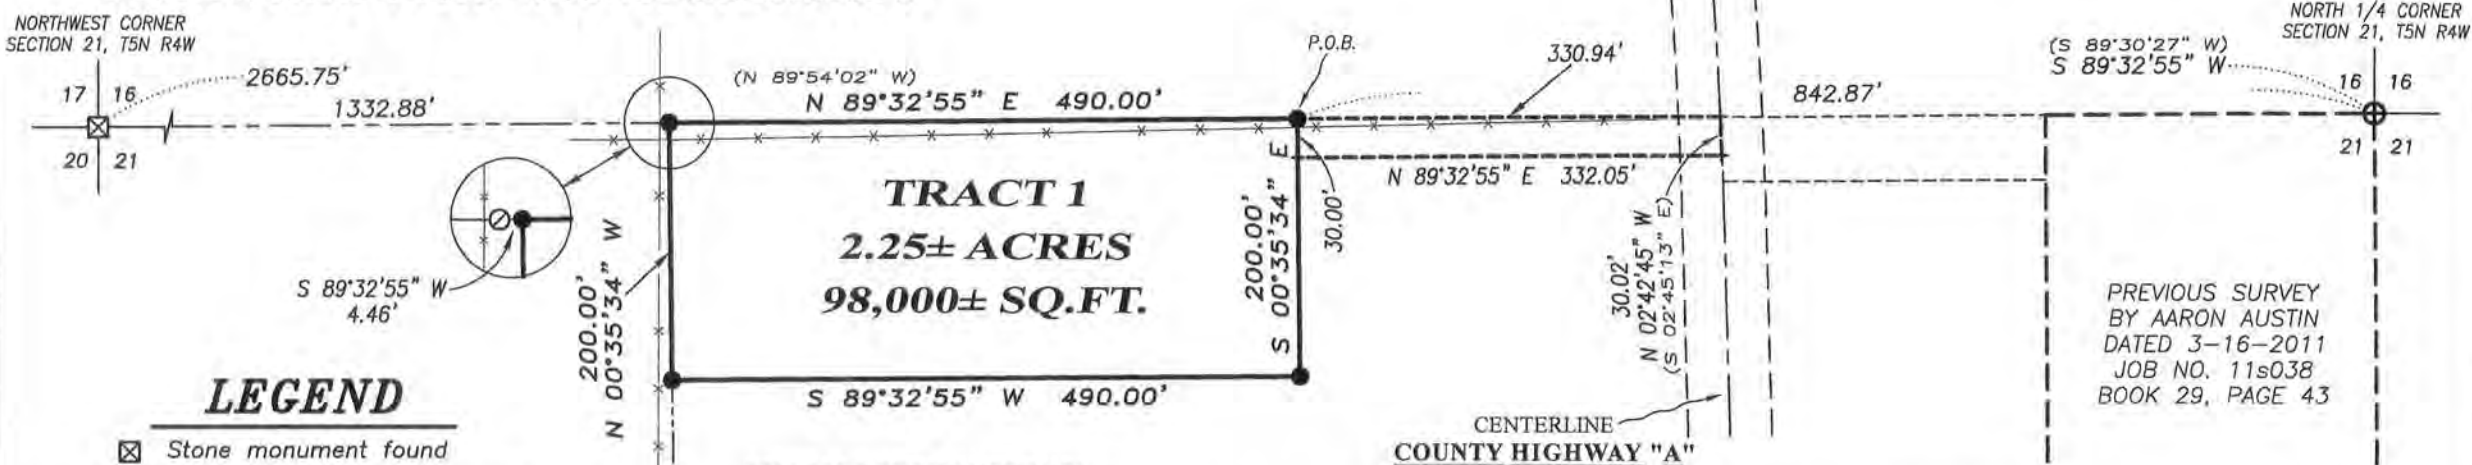 NORTHWEST CORNER
SECTION 21, T5N R4W
17 16
20 21
2665.75'
1332.88'
(N 89°54'02" W)
N 89°32'55" E 490.00'
P.O.B.
330.94'
842.87'
NORTH 1/4 CORNER
SECTION 21, T5N R4W
(S 89°30'27" W)
S 89°32'55" W
16 16
21 21
TRACT 1
2.25± ACRES
98,000± SQ.FT.
200.00'
S 00°35'34" E
30.00'
N 89°32'55" E 332.05'
30.02'
N 02°42'45" W
(S 02°45'13" E)
S 89°32'55" W
4.46'
200.00'
N 00°35'34" W
S 89°32'55" W 490.00'
CENTERLINE
COUNTY HIGHWAY "A"
PREVIOUS SURVEY
BY AARON AUSTIN
DATED 3-16-2011
JOB NO. 11s038
BOOK 29, PAGE 43
LEGEND
Stone monument found